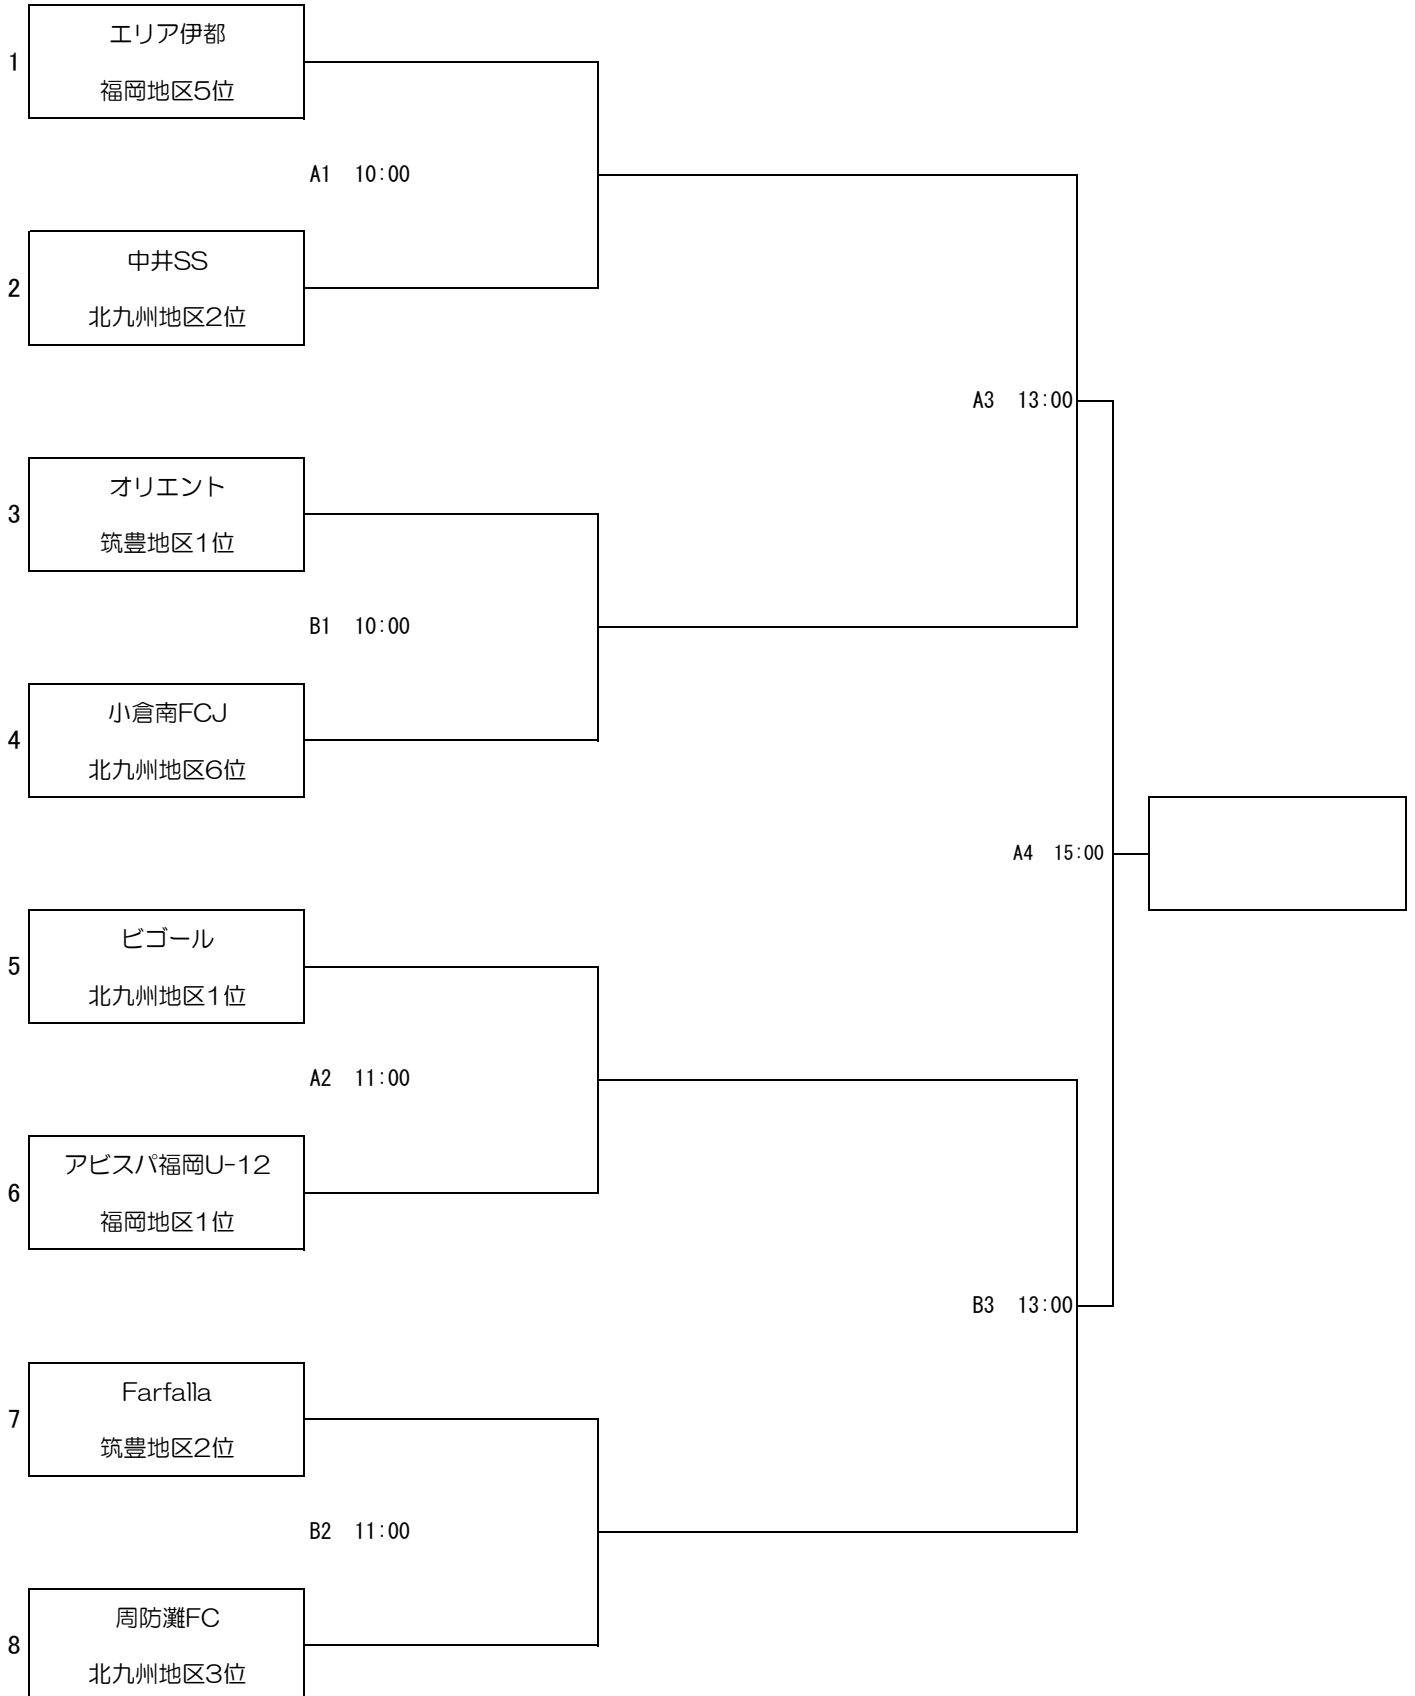 エリア伊都
1
福岡地区5位
A1 10:00
中井SS
2
北九州地区2位
A3 13:00
オリエント
3
筑豊地区1位
B1 10:00
小倉南FCJ
4
北九州地区6位
A4 15:00
ビゴール
5
北九州地区1位
A2 11:00
アビスパ福岡U-12
6
福岡地区1位
B3 13:00
Farfalla
7
筑豊地区2位
B2 11:00
周防灘FC
8
北九州地区3位